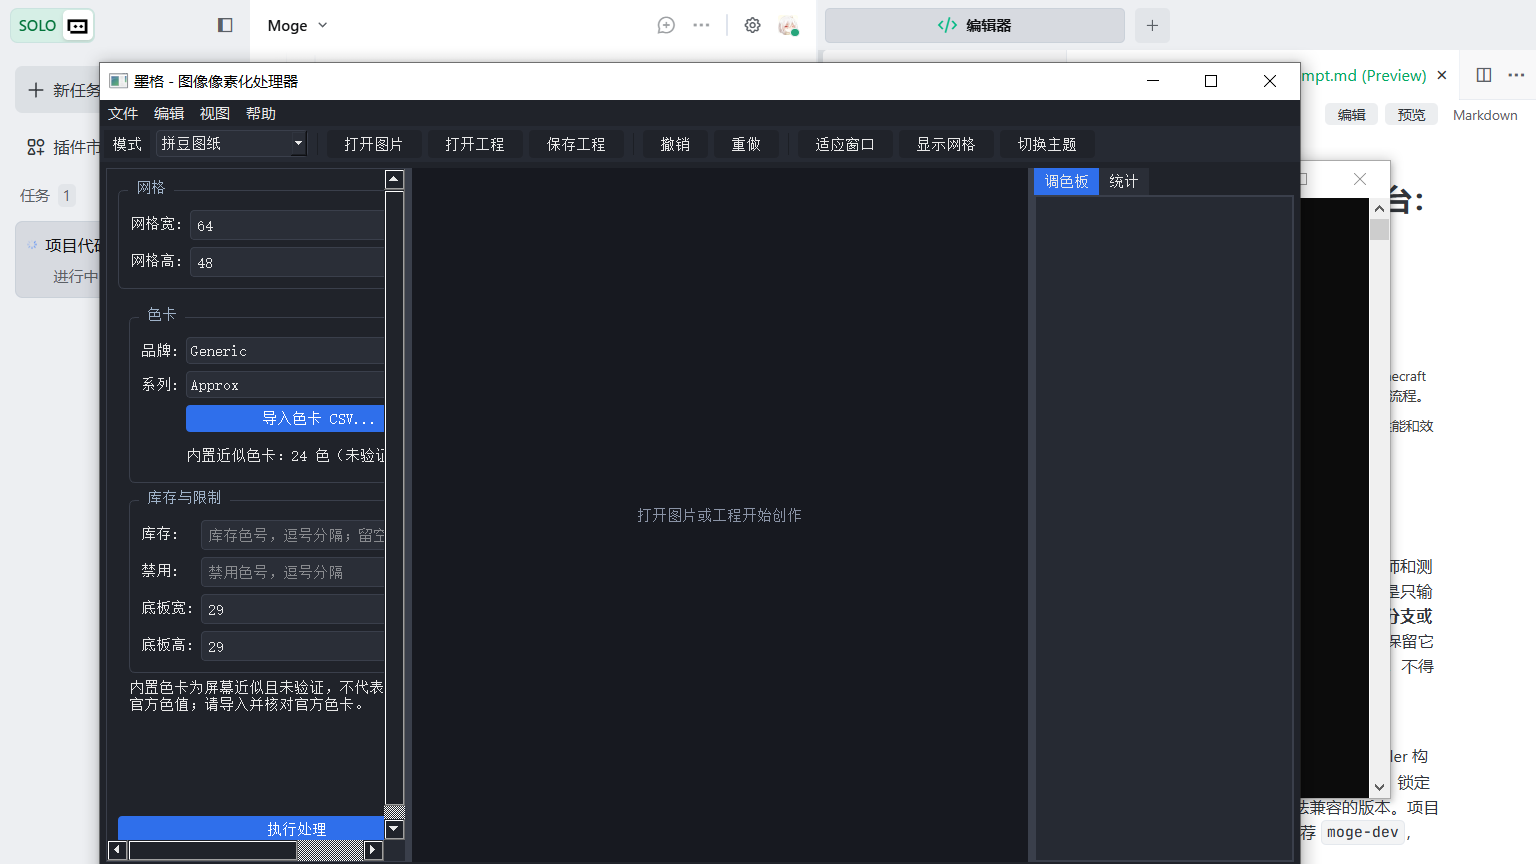 SOLO
Moge
编辑器
新任务
插件市
任务 1
项目代
进行中
墨格 - 图像像素化处理器
文件 编辑 视图 帮助
模式 拼豆图纸 打开图片 打开工程 保存工程 撤销 重做 适应窗口 显示网格 切换主题
网格
网格宽: 64
网格高: 48
色卡
品牌: Generic
系列: Approx
导入色卡 CSV...
内置近似色卡: 24 色 (未验证
库存与限制
库存: 库存色号, 逗号分隔; 留空
禁用: 禁用色号, 逗号分隔
底板宽: 29
底板高: 29
内置色卡为屏幕近似且未验证, 不代表
官方色值; 请导入并核对官方色卡。
执行处理
打开图片或工程开始创作
调色板 统计
mpt.md (Preview)
编辑 预览 Markdown
台:
ecraft
流程。
能和效
师和测
是只输
分支或
保留它
不得
ler 构
锁定
法兼容的版本。项目
荐 moge-dev ,